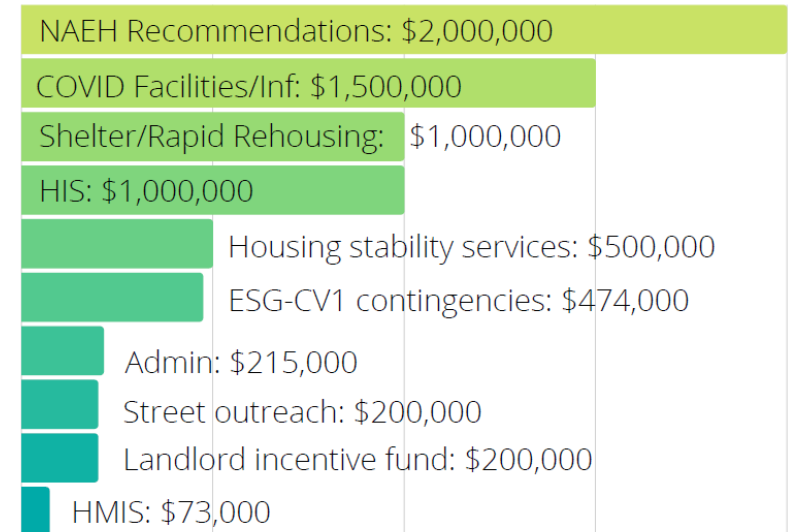 NAEH Recommendations: $2,000,000
COVID Facilities/Inf: $1,500,000
Shelter/Rapid Rehousing: $1,000,000
HIS: $1,000,000
Housing stability services: $500,000
ESG-CV1 contingencies: $474,000
Admin: $215,000
Street outreach: $200,000
Landlord incentive fund: $200,000
HMIS: $73,000